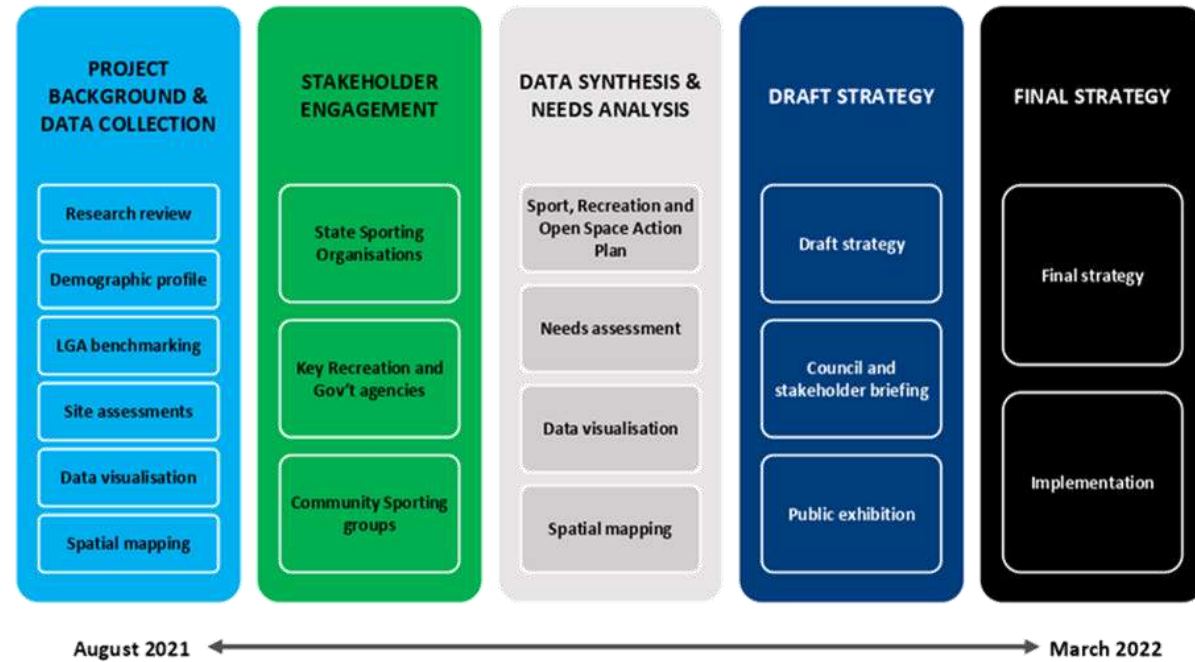 PROJECT
BACKGROUND &
DATA COLLECTION
Research review
Demographic profile
LGA benchmarking
Site assessments
Data visualisation
Spatial mapping
STAKEHOLDER
ENGAGEMENT
State Sporting
Organisations
Key Recreation and
Gov't agencies
Community Sporting
groups
DATA SYNTHESIS &
NEEDS ANALYSIS
Sport, Recreation and
Open Space Action
Plan
Needs assessment
Data visualisation
Spatial mapping
DRAFT STRATEGY
Draft strategy
Council and
stakeholder briefing
Public exhibition
FINAL STRATEGY
Final strategy
Implementation
August 2021
March 2022